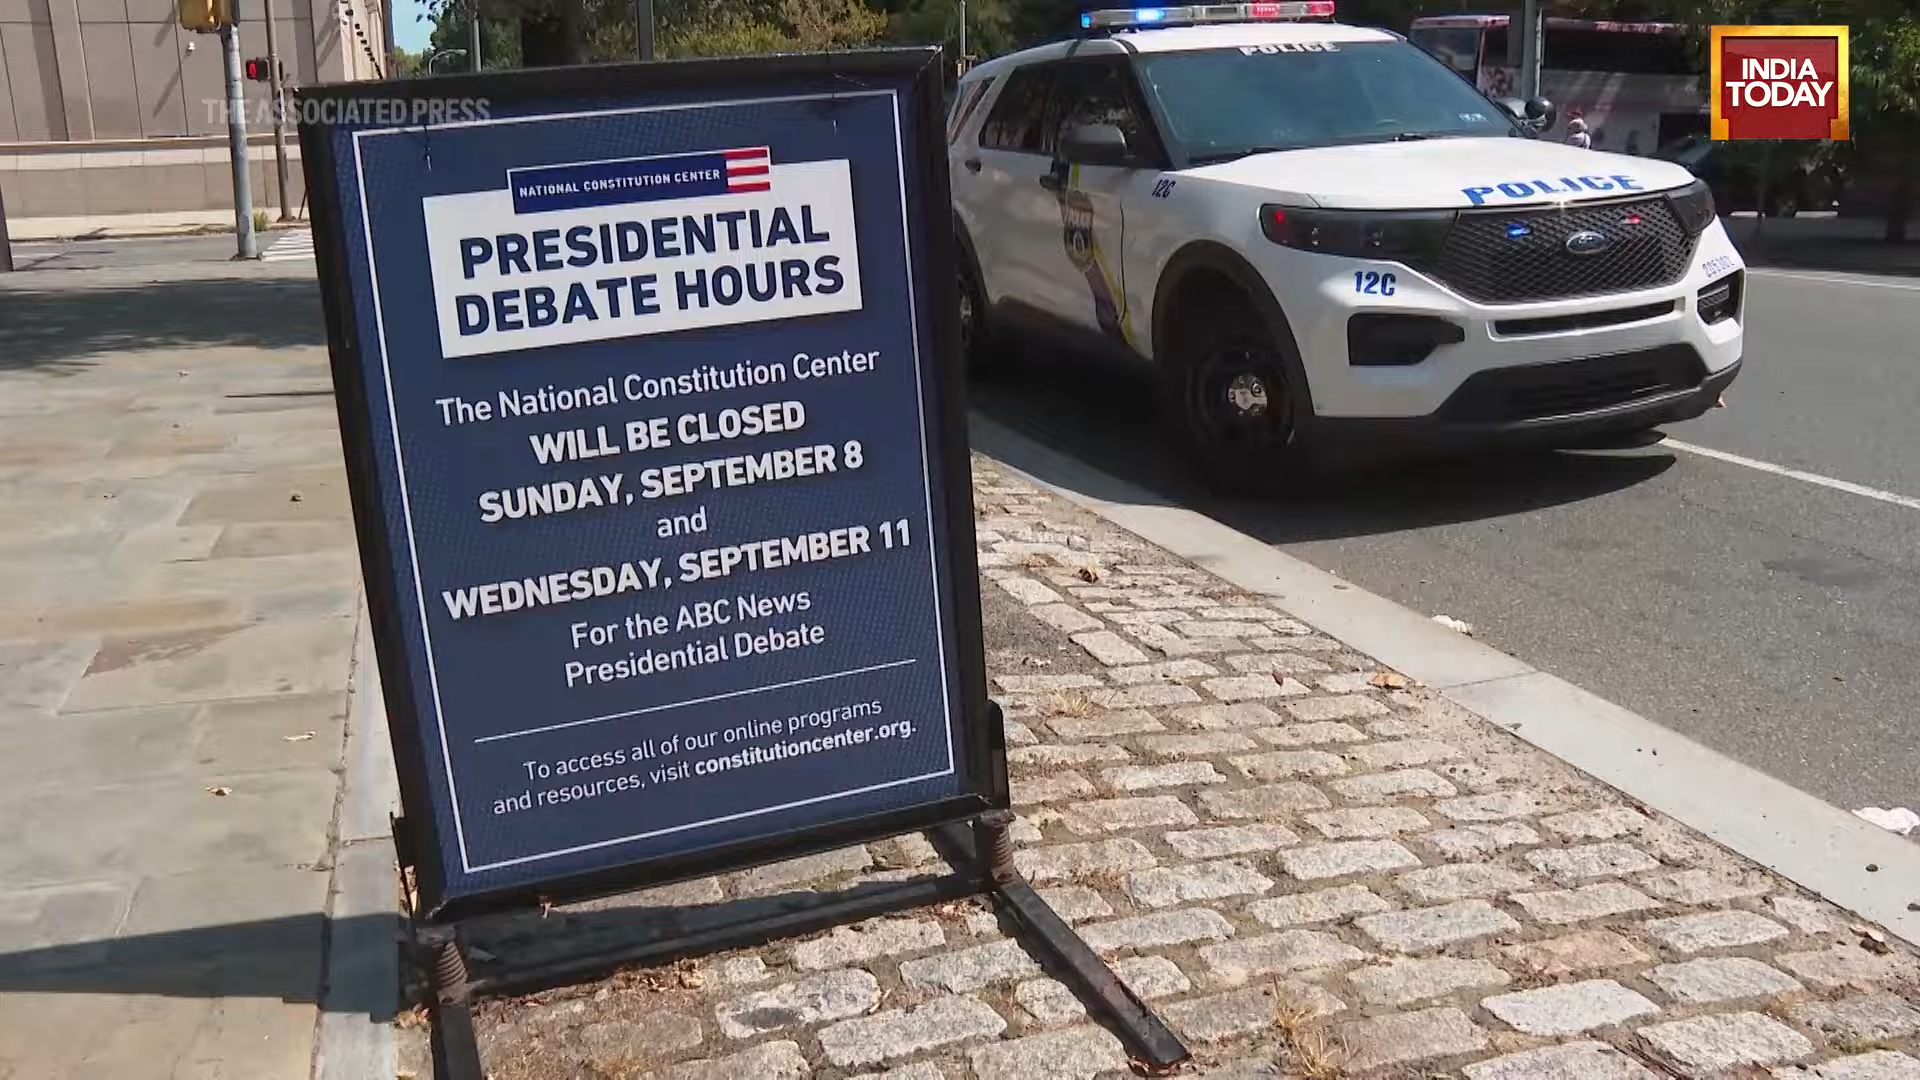 THE ASSOCIATED PRESS
INDIA
TODAY
NATIONAL CONSTITUTION CENTER
PRESIDENTIAL
DEBATE HOURS
The National Constitution Center
WILL BE CLOSED
SUNDAY, SEPTEMBER 8
and
WEDNESDAY, SEPTEMBER 11
For the ABC News
Presidential Debate
To access all of our online programs
and resources, visit constitutioncenter.org.
POLICE
POLICE
12C
12C
Ford